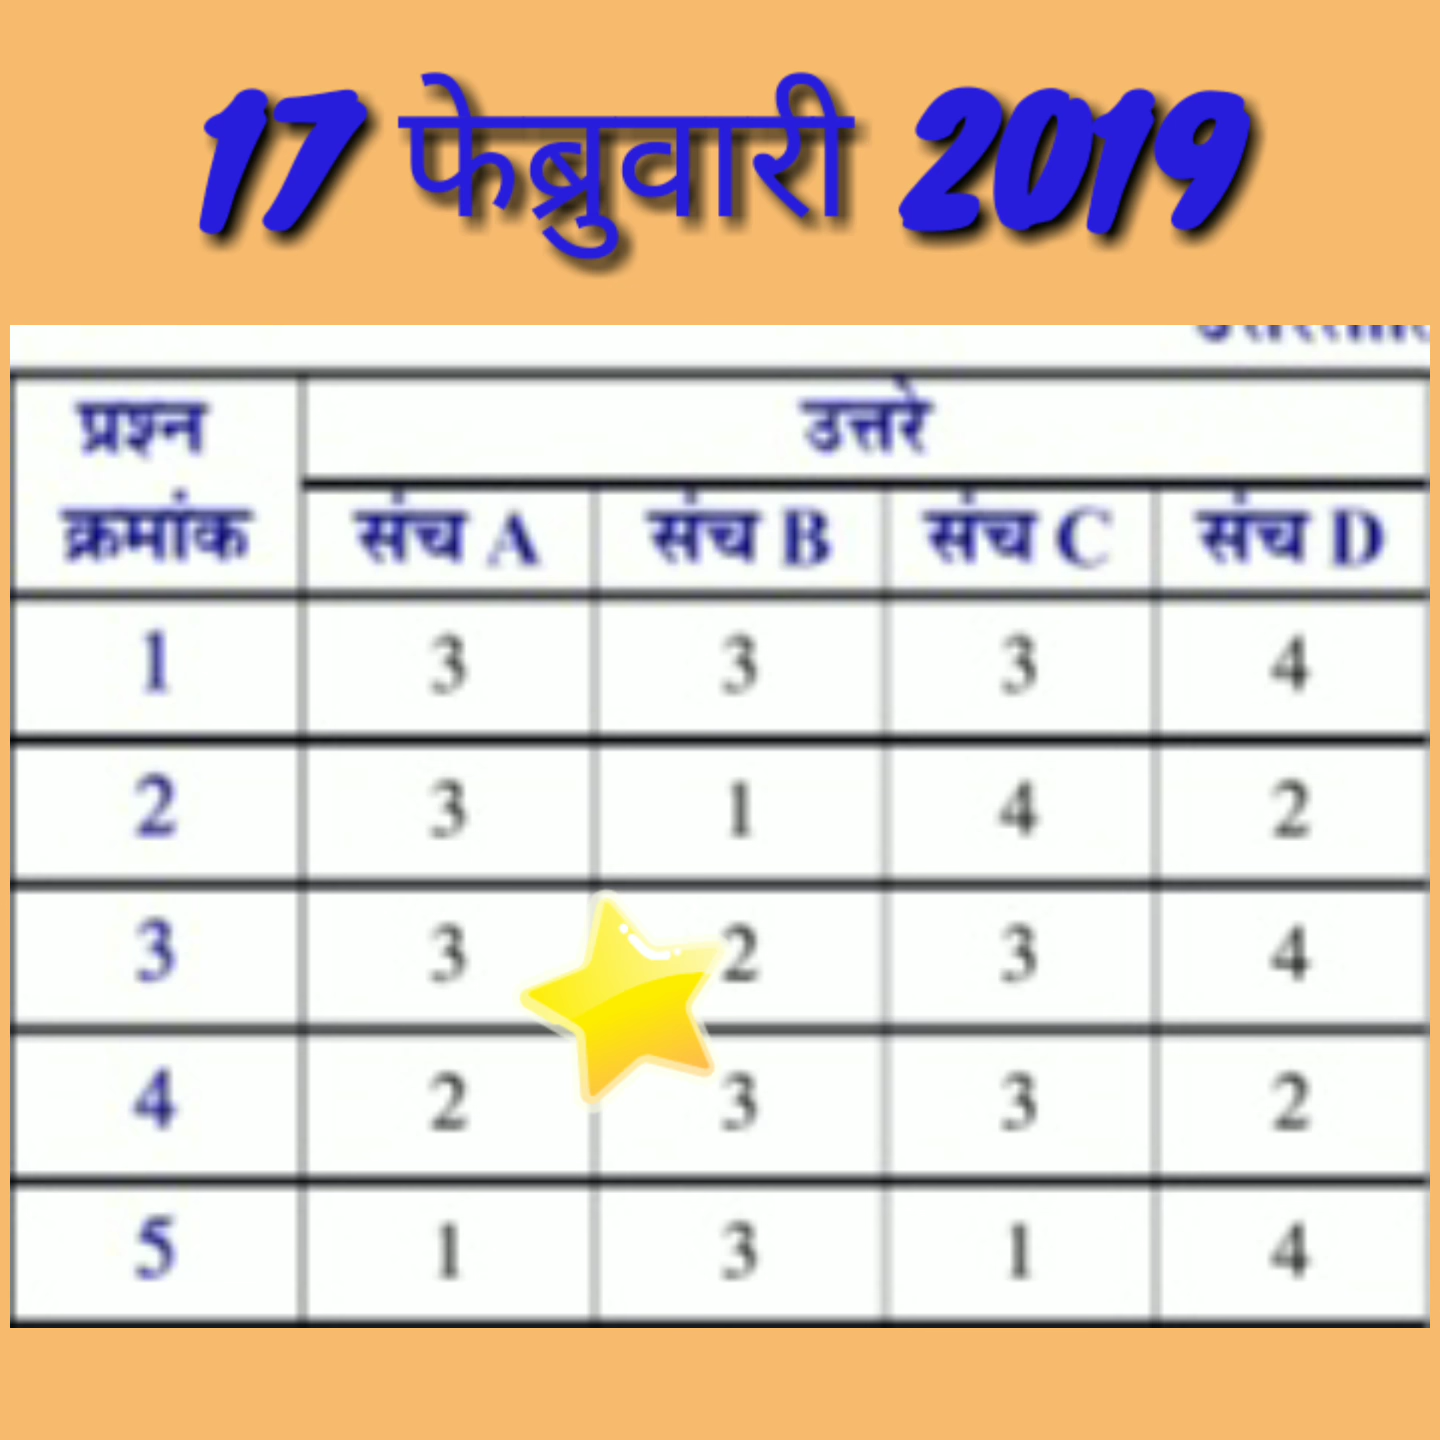 17 फेब्रुवारी 2019
प्रश्न क्रमांक उत्तरे
संच A संच B संच C संच D
1 3 3 3 4
2 3 1 4 2
3 3 2 3 4
4 2 3 3 2
5 1 3 1 4